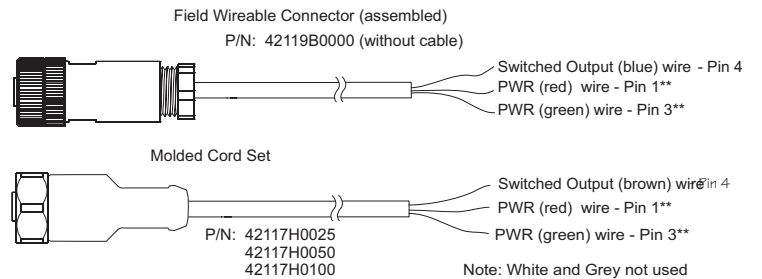 Field Wireable Connector (assembled)
P/N: 42119B0000 (without cable)
Switched Output (blue) wire - Pin 4
PWR (red) wire - Pin 1**
PWR (green) wire - Pin 3**
Molded Cord Set
Switched Output (brown) wire Pin 4
PWR (red) wire - Pin 1**
PWR (green) wire - Pin 3**
P/N: 42117H0025
42117H0050
42117H0100
Note: White and Grey not used